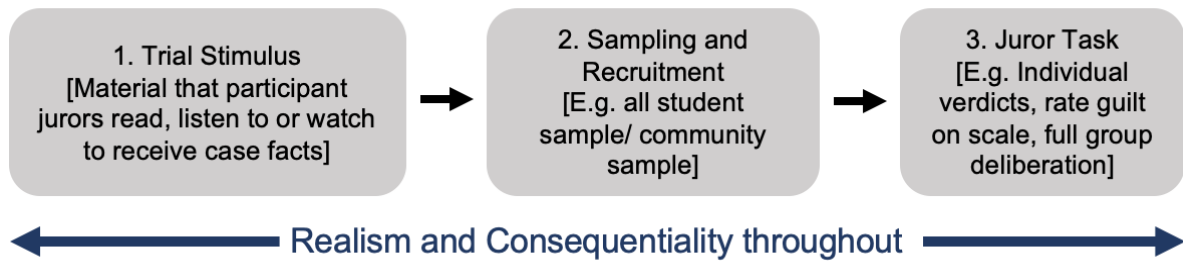 1. Trial Stimulus
[Material that participant
jurors read, listen to or watch
to receive case facts]
2. Sampling and
Recruitment
[E.g. all student
sample/ community
sample]
3. Juror Task
[E.g. Individual
verdicts, rate guilt
on scale, full group
deliberation]
Realism and Consequentiality throughout